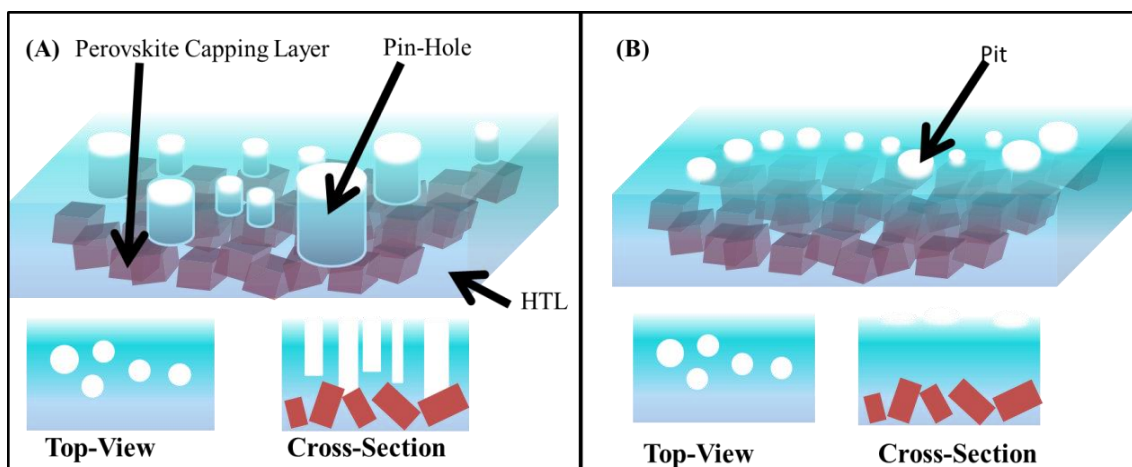 (A) Perovskite Capping Layer
Pin-Hole
HTL
Top-View
Cross-Section
(B)
Pit
Top-View
Cross-Section